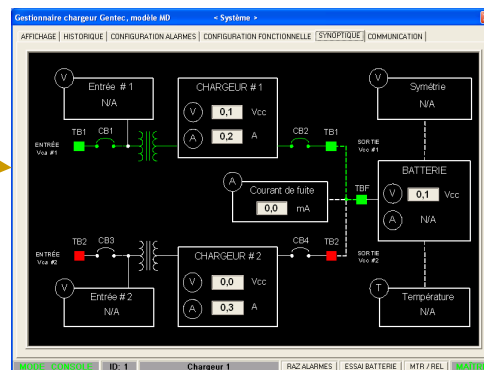 Gestionnaire chargeur Gentec, modèle MD < Système >
AFFICHAGE | HISTORIQUE | CONFIGURATION ALARMES | CONFIGURATION FONCTIONNELLE | SYNOPTIQUE | COMMUNICATION |
V
Entrée #1
N/A
CHARGEUR #1
V 0,1 Vcc
A 0,2 A
V
Symétrie
N/A
ENTRÉE
Vca #1
TB1
CB1
CB2
TB1
SORTIE
Vcc #1
A
Courant de fuite
0,0 mA
TBF
BATTERIE
V 0,1 Vcc
A N/A
ENTRÉE
Vca #2
TB2
CB3
CB4
TB2
SORTIE
Vcc #2
V
Entrée #2
N/A
CHARGEUR #2
V 0,0 Vcc
A 0,3 A
T
Température
N/A
ID: 1 Chargeur 1 RAZ ALARMES | ESSAI BATTERIE | MTR / REL